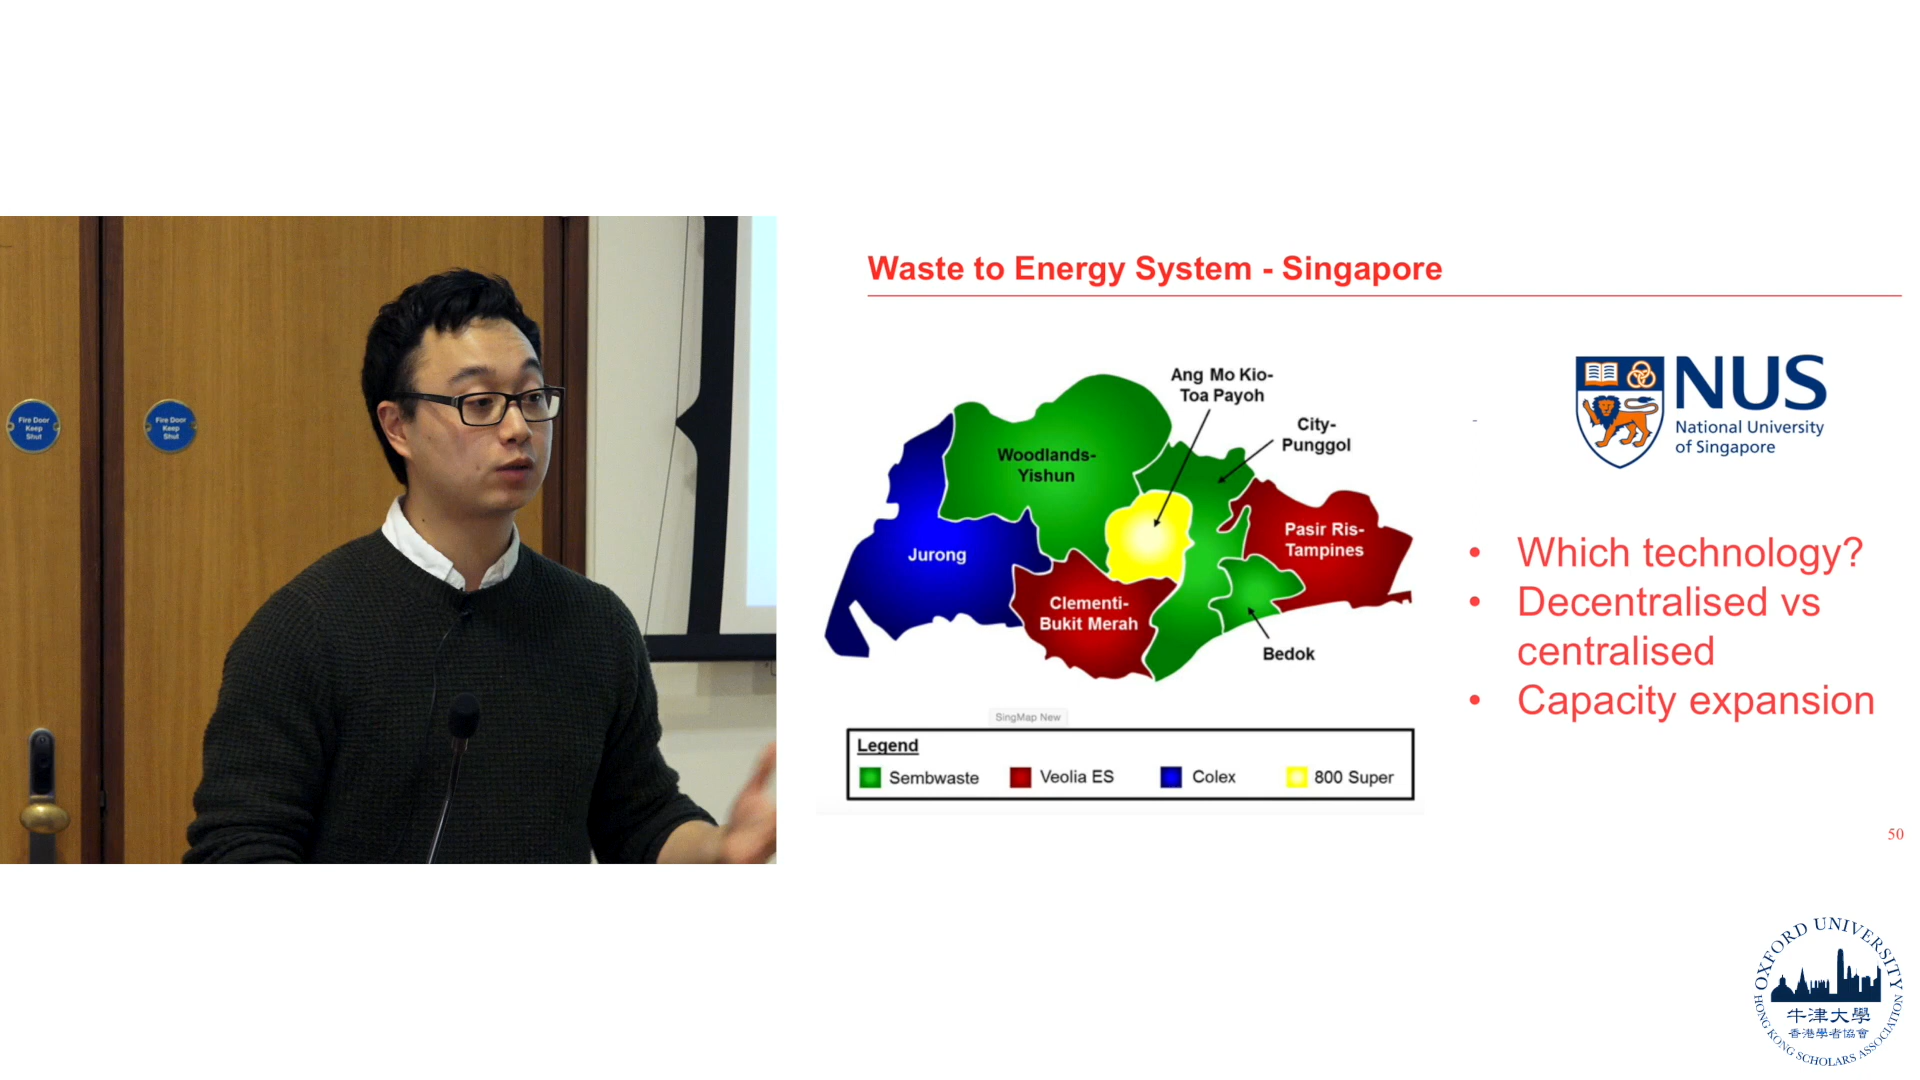 Fire Door
Keep
Shut
Fire Door
Keep
Shut
Waste to Energy System - Singapore
Ang Mo Kio-
Toa Payoh
City-
Punggol
Woodlands-
Yishun
Pasir Ris-
Tampines
Jurong
Clementi-
Bukit Merah
Bedok
SingMap New
Legend
Sembwaste
Veolia ES
Colex
800 Super
NUS
National University
of Singapore
• Which technology?
• Decentralised vs
centralised
• Capacity expansion
50
OXFORD UNIVERSITY
牛津大學
香港學者協會
HONG KONG SCHOLARS ASSOCIATION